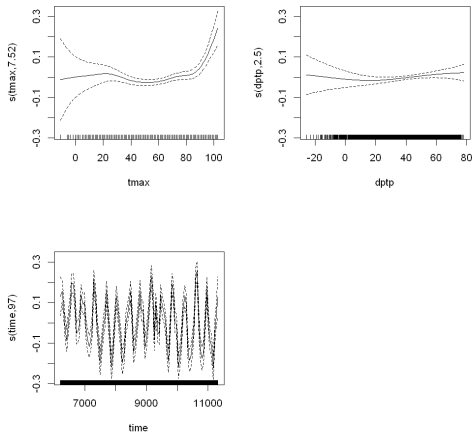 0.3
0.1
-0.1
-0.3
s(tmax,7.52)
0 20 40 60 80 100
tmax
0.3
0.1
-0.1
-0.3
s(dptp,2.5)
-20 0 20 40 60 80
dptp
0.3
0.1
-0.1
-0.3
s(time,97)
7000 9000 11000
time